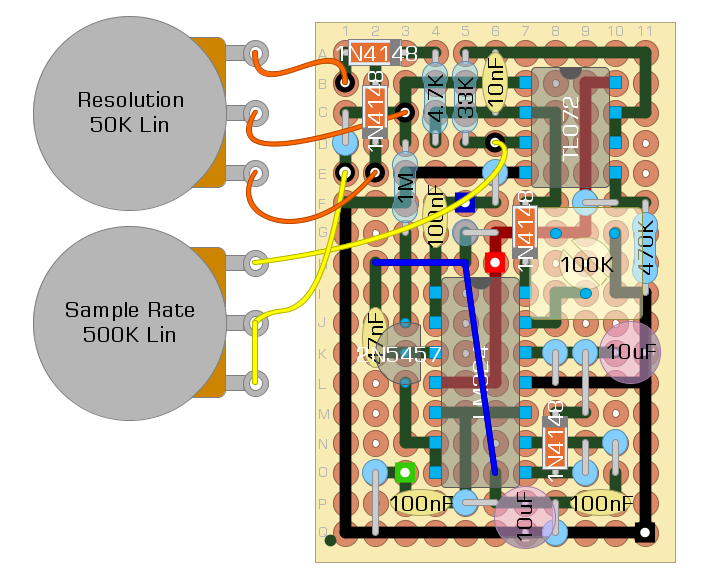 1 2 3 4 5 6 7 8 9 10 11
A
B
C
D
E
F
G
H
I
J
K
L
M
N
O
P
Q
Resolution
50K Lin
Sample Rate
500K Lin
1N4148
1N4148
4.7K
33K
10nF
TL072
1M
100nF
1N4148
470K
100K
2N5457
10uF
1N4148
100nF
10uF
100nF